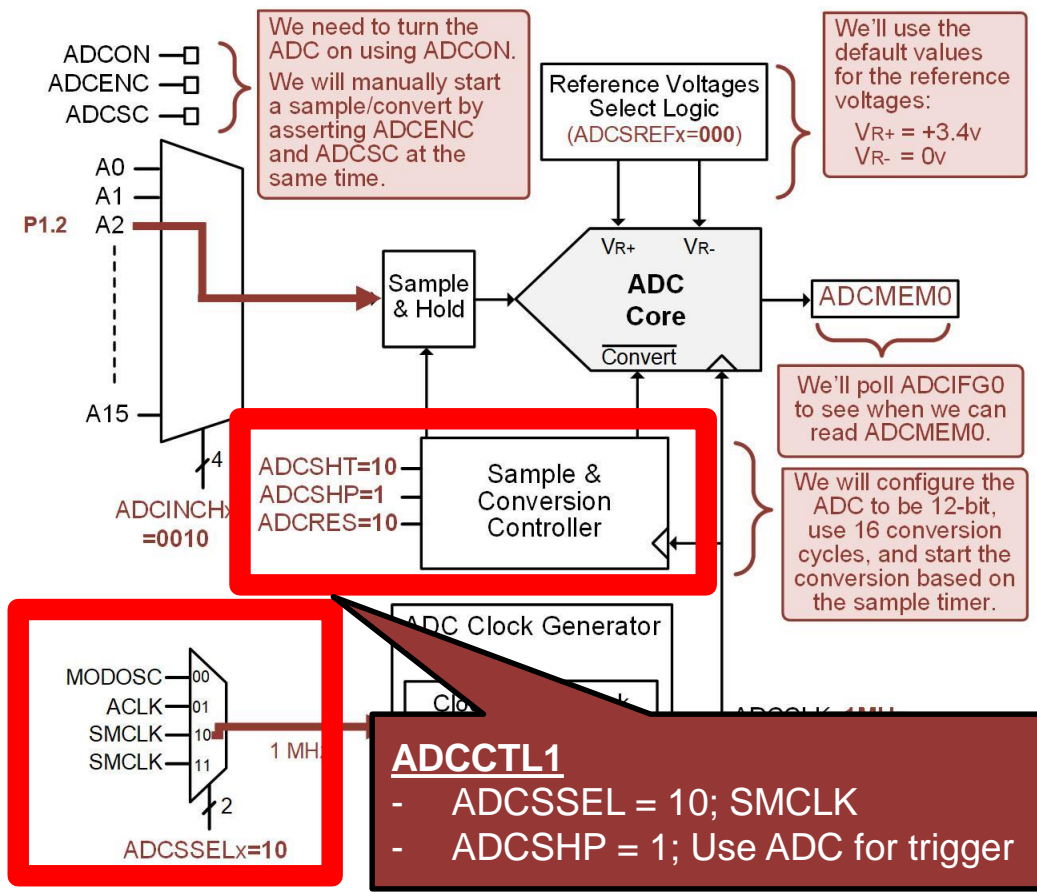 ADCON
ADCENC
ADCSC
We need to turn the
ADC on using ADCON.
We will manually start
a sample/convert by
asserting ADCENC
and ADCSC at the
same time.
Reference Voltages
Select Logic
(ADCSREFx=000)
We'll use the
default values
for the reference
voltages:
VR+ = +3.4v
VR- = 0v
A0
A1
P1.2 A2
A15
4
ADCINCHx
=0010
Sample
& Hold
VR+ VR-
ADC
Core
Convert
ADCMEM0
We'll poll ADCIFG0
to see when we can
read ADCMEM0.
ADCSHT=10
ADCSHP=1
ADCRES=10
Sample &
Conversion
Controller
We will configure the
ADC to be 12-bit,
use 16 conversion
cycles, and start the
conversion based on
the sample timer.
MODOSC 00
ACLK 01
SMCLK 10
SMCLK 11
1 MHz
2
ADCSSELx=10
ADC Clock Generator
ADCCTL1
- ADCSSEL = 10; SMCLK
- ADCSHP = 1; Use ADC for trigger